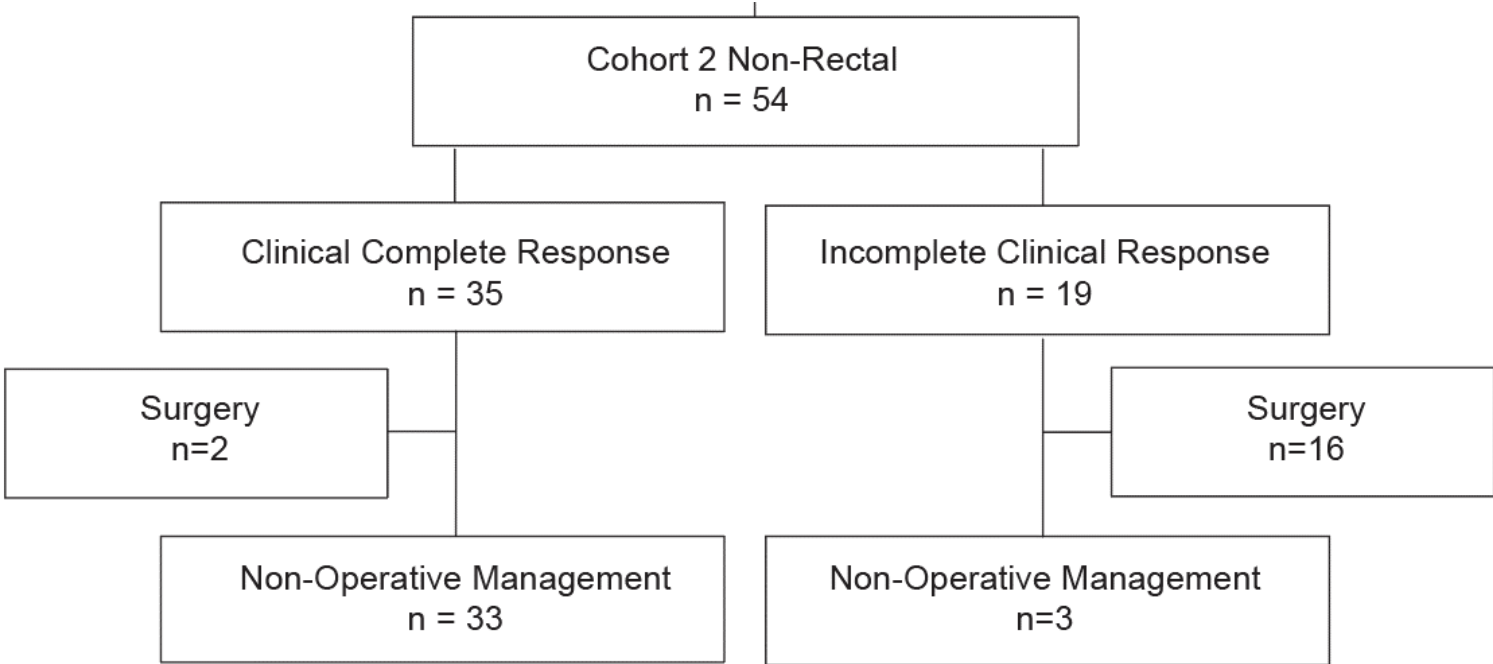 Cohort 2 Non-Rectal
n = 54
Clinical Complete Response
n = 35
Incomplete Clinical Response
n = 19
Surgery
n=2
Surgery
n=16
Non-Operative Management
n = 33
Non-Operative Management
n=3